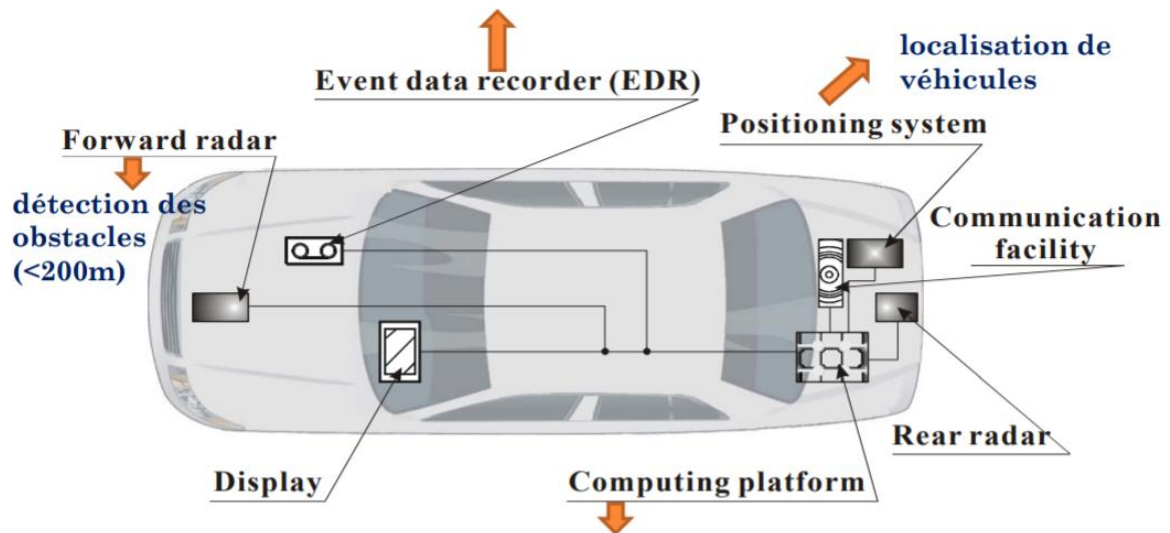 localisation de
véhicules
Event data recorder (EDR)
Positioning system
Forward radar
détection des
obstacles
(<200m)
Communication
facility
Rear radar
Display
Computing platform